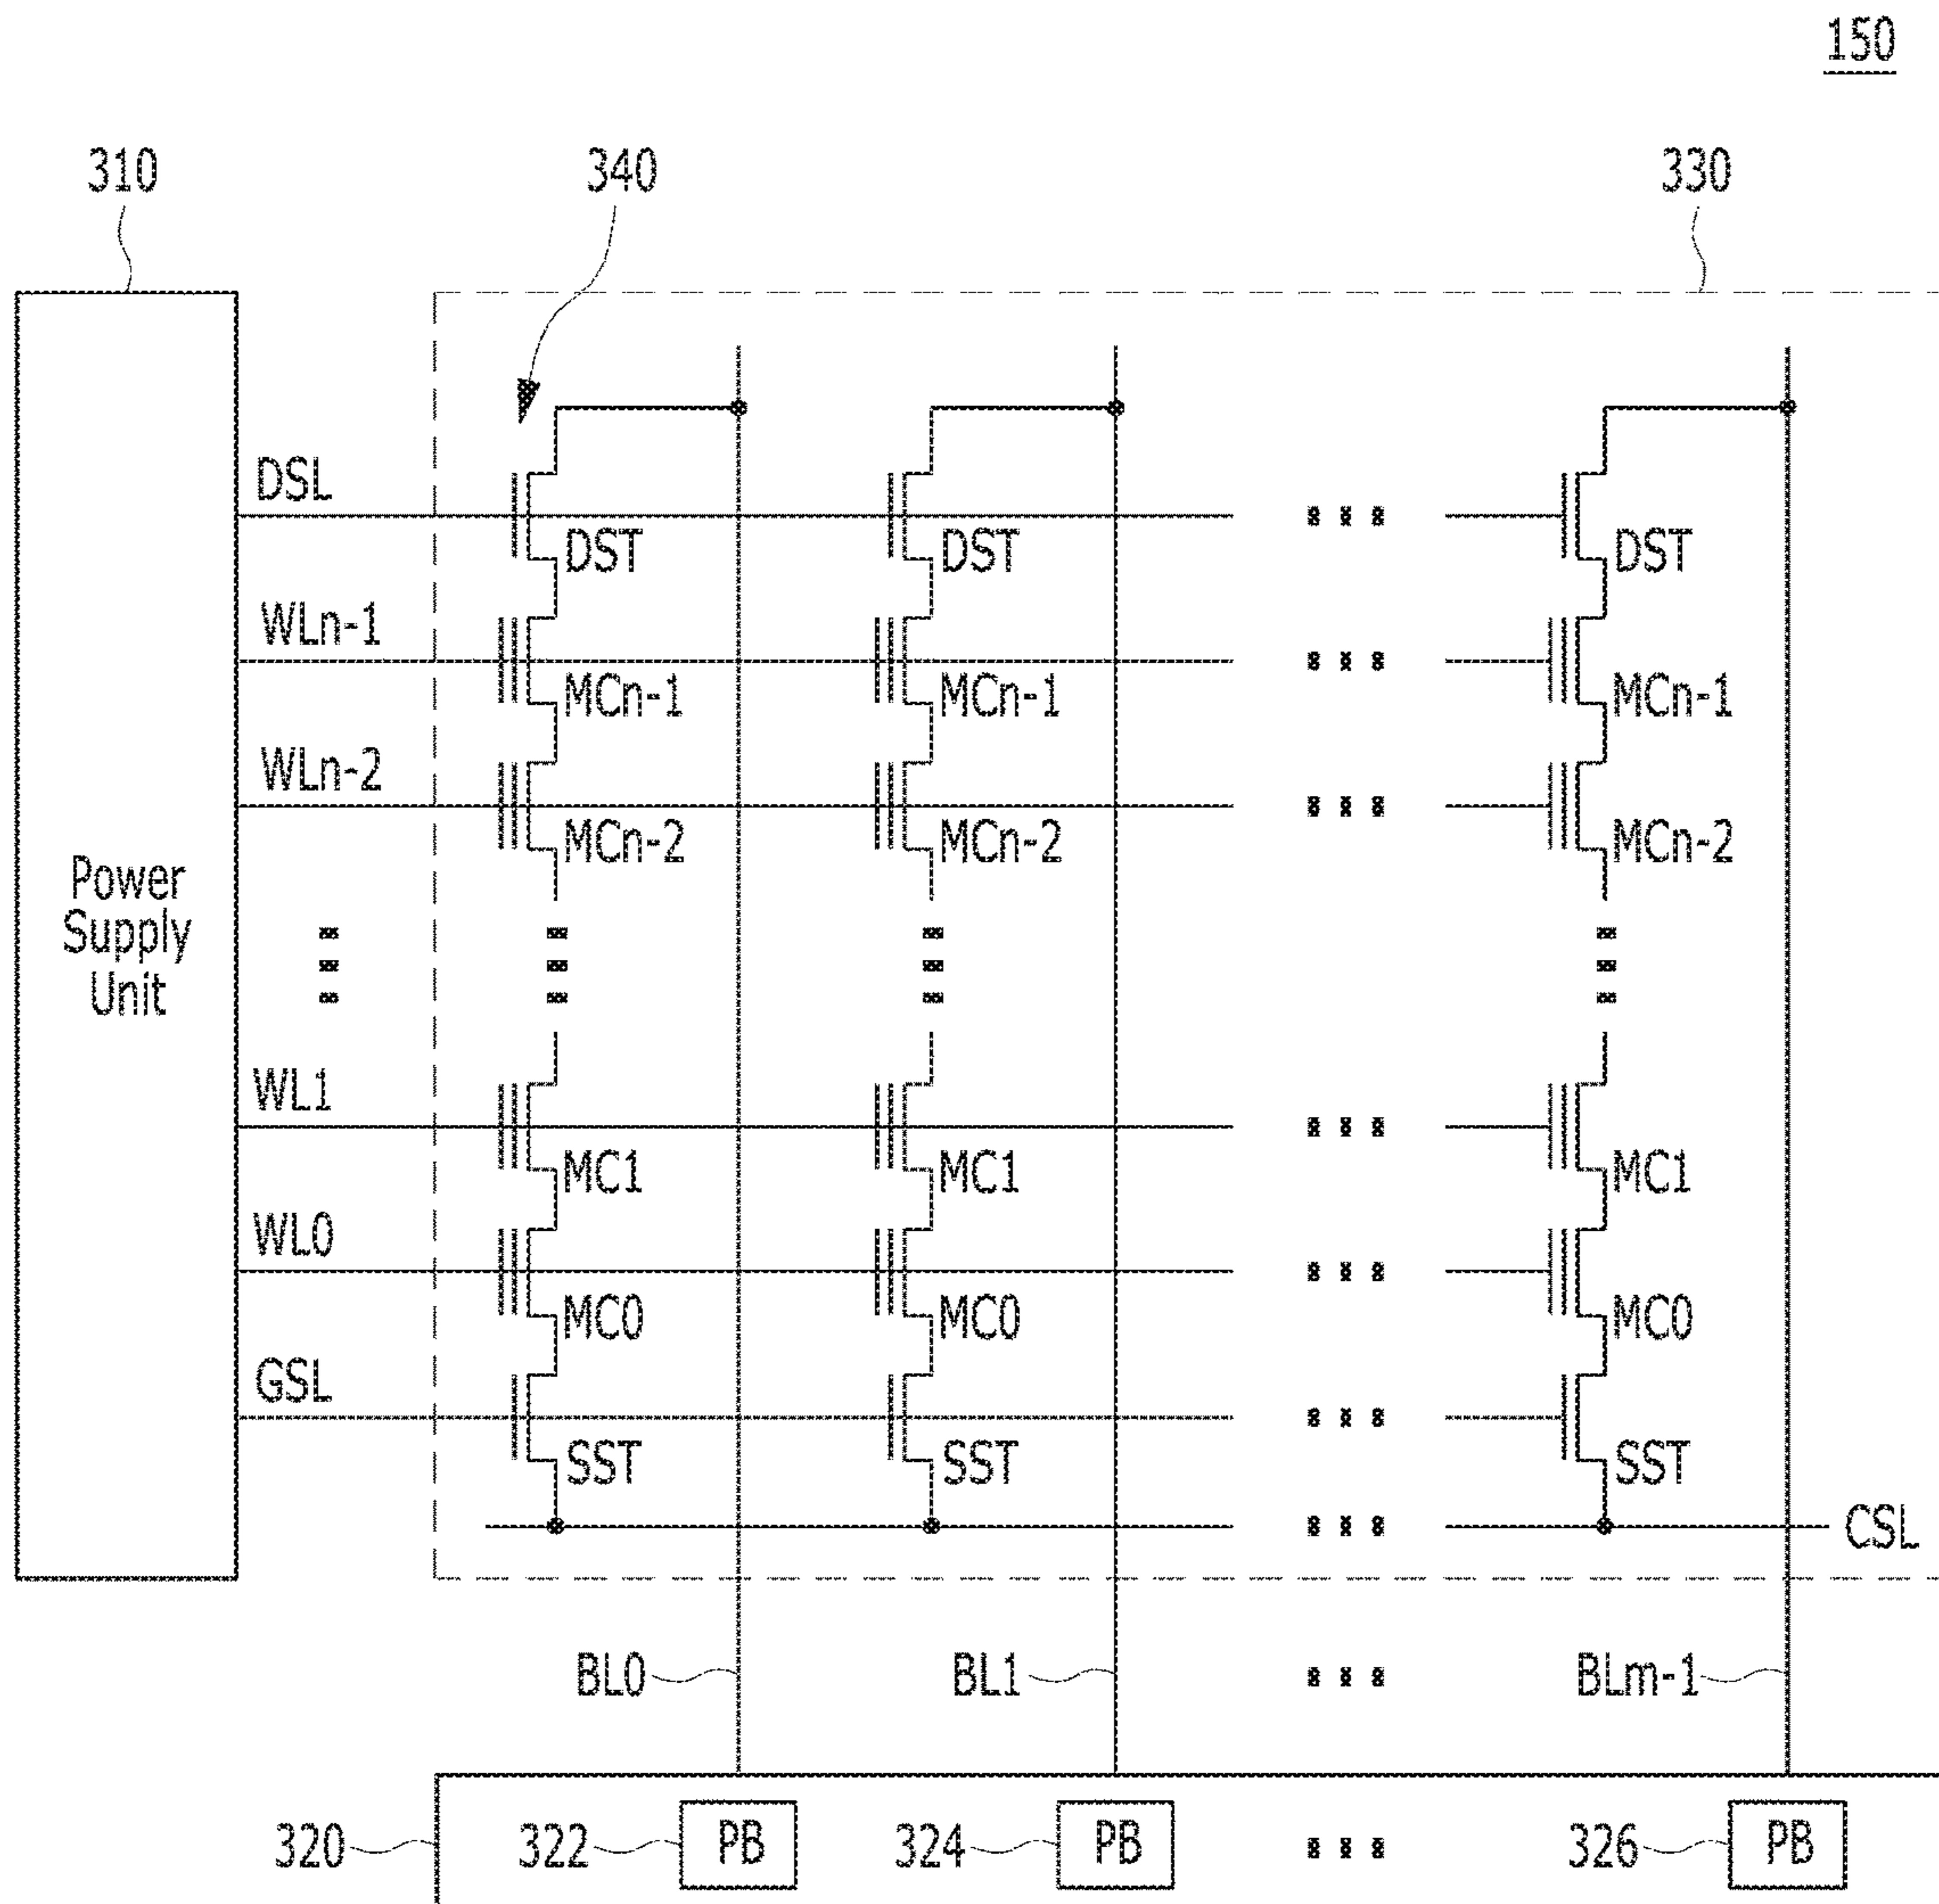 150
310 340 330
DSL
DST DST DST
WLn-1
MCn-1 MCn-1 MCn-1
WLn-2
MCn-2 MCn-2 MCn-2
Power
Supply
Unit
WL1
MC1 MC1 MC1
WL0
MC0 MC0 MC0
GSL
SST SST SST
CSL
BL0 BL1 BLm-1
320 322 PB 324 PB 326 PB